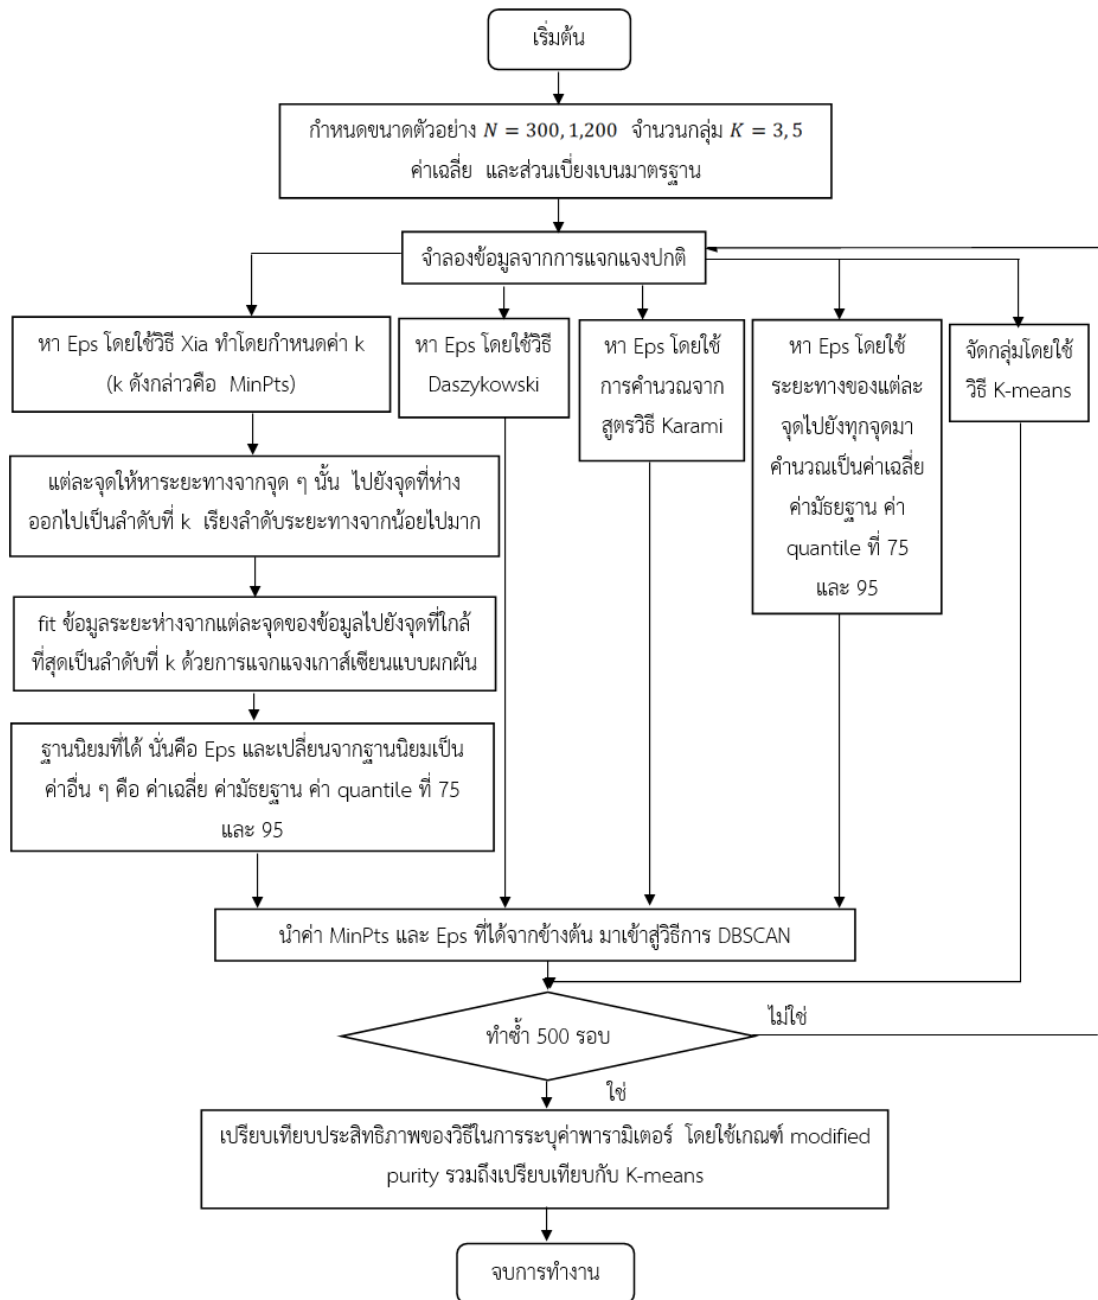 เริ่มต้น
กำหนดขนาดตัวอย่าง N = 300, 1,200 จำนวนกลุ่ม K = 3, 5
ค่าเฉลี่ย และส่วนเบี่ยงเบนมาตรฐาน
จำลองข้อมูลจากการแจกแจงปกติ
หา Eps โดยใช้วิธี Xia ทำโดยกำหนดค่า k
(k ดังกล่าวคือ MinPts)
หา Eps โดยใช้วิธี
Daszykowski
หา Eps โดยใช้
การคำนวณจาก
สูตรวิธี Karami
หา Eps โดยใช้
ระยะทางของแต่ละ
จุดไปยังทุกจุดมา
คำนวณเป็นค่าเฉลี่ย
ค่ามัธยฐาน ค่า
quantile ที่ 75
และ 95
จัดกลุ่มโดยใช้
วิธี K-means
แต่ละจุดให้หาระยะทางจากจุด ๆ นั้น ไปยังจุดที่ห่าง
ออกไปเป็นลำดับที่ k เรียงลำดับระยะทางจากน้อยไปมาก
fit ข้อมูลระยะห่างจากแต่ละจุดของข้อมูลไปยังจุดที่ใกล้
ที่สุดเป็นลำดับที่ k ด้วยการแจกแจงเกาส์เซียนแบบผกผัน
ฐานนิยมที่ได้ นั่นคือ Eps และเปลี่ยนจากฐานนิยมเป็น
ค่าอื่น ๆ คือ ค่าเฉลี่ย ค่ามัธยฐาน ค่า quantile ที่ 75
และ 95
นำค่า MinPts และ Eps ที่ได้จากข้างต้น มาเข้าสู่วิธีการ DBSCAN
ทำซ้ำ 500 รอบ
ไม่ใช่
ใช่
เปรียบเทียบประสิทธิภาพของวิธีในการระบุค่าพารามิเตอร์ โดยใช้เกณฑ์ modified
purity รวมถึงเปรียบเทียบกับ K-means
จบการทำงาน